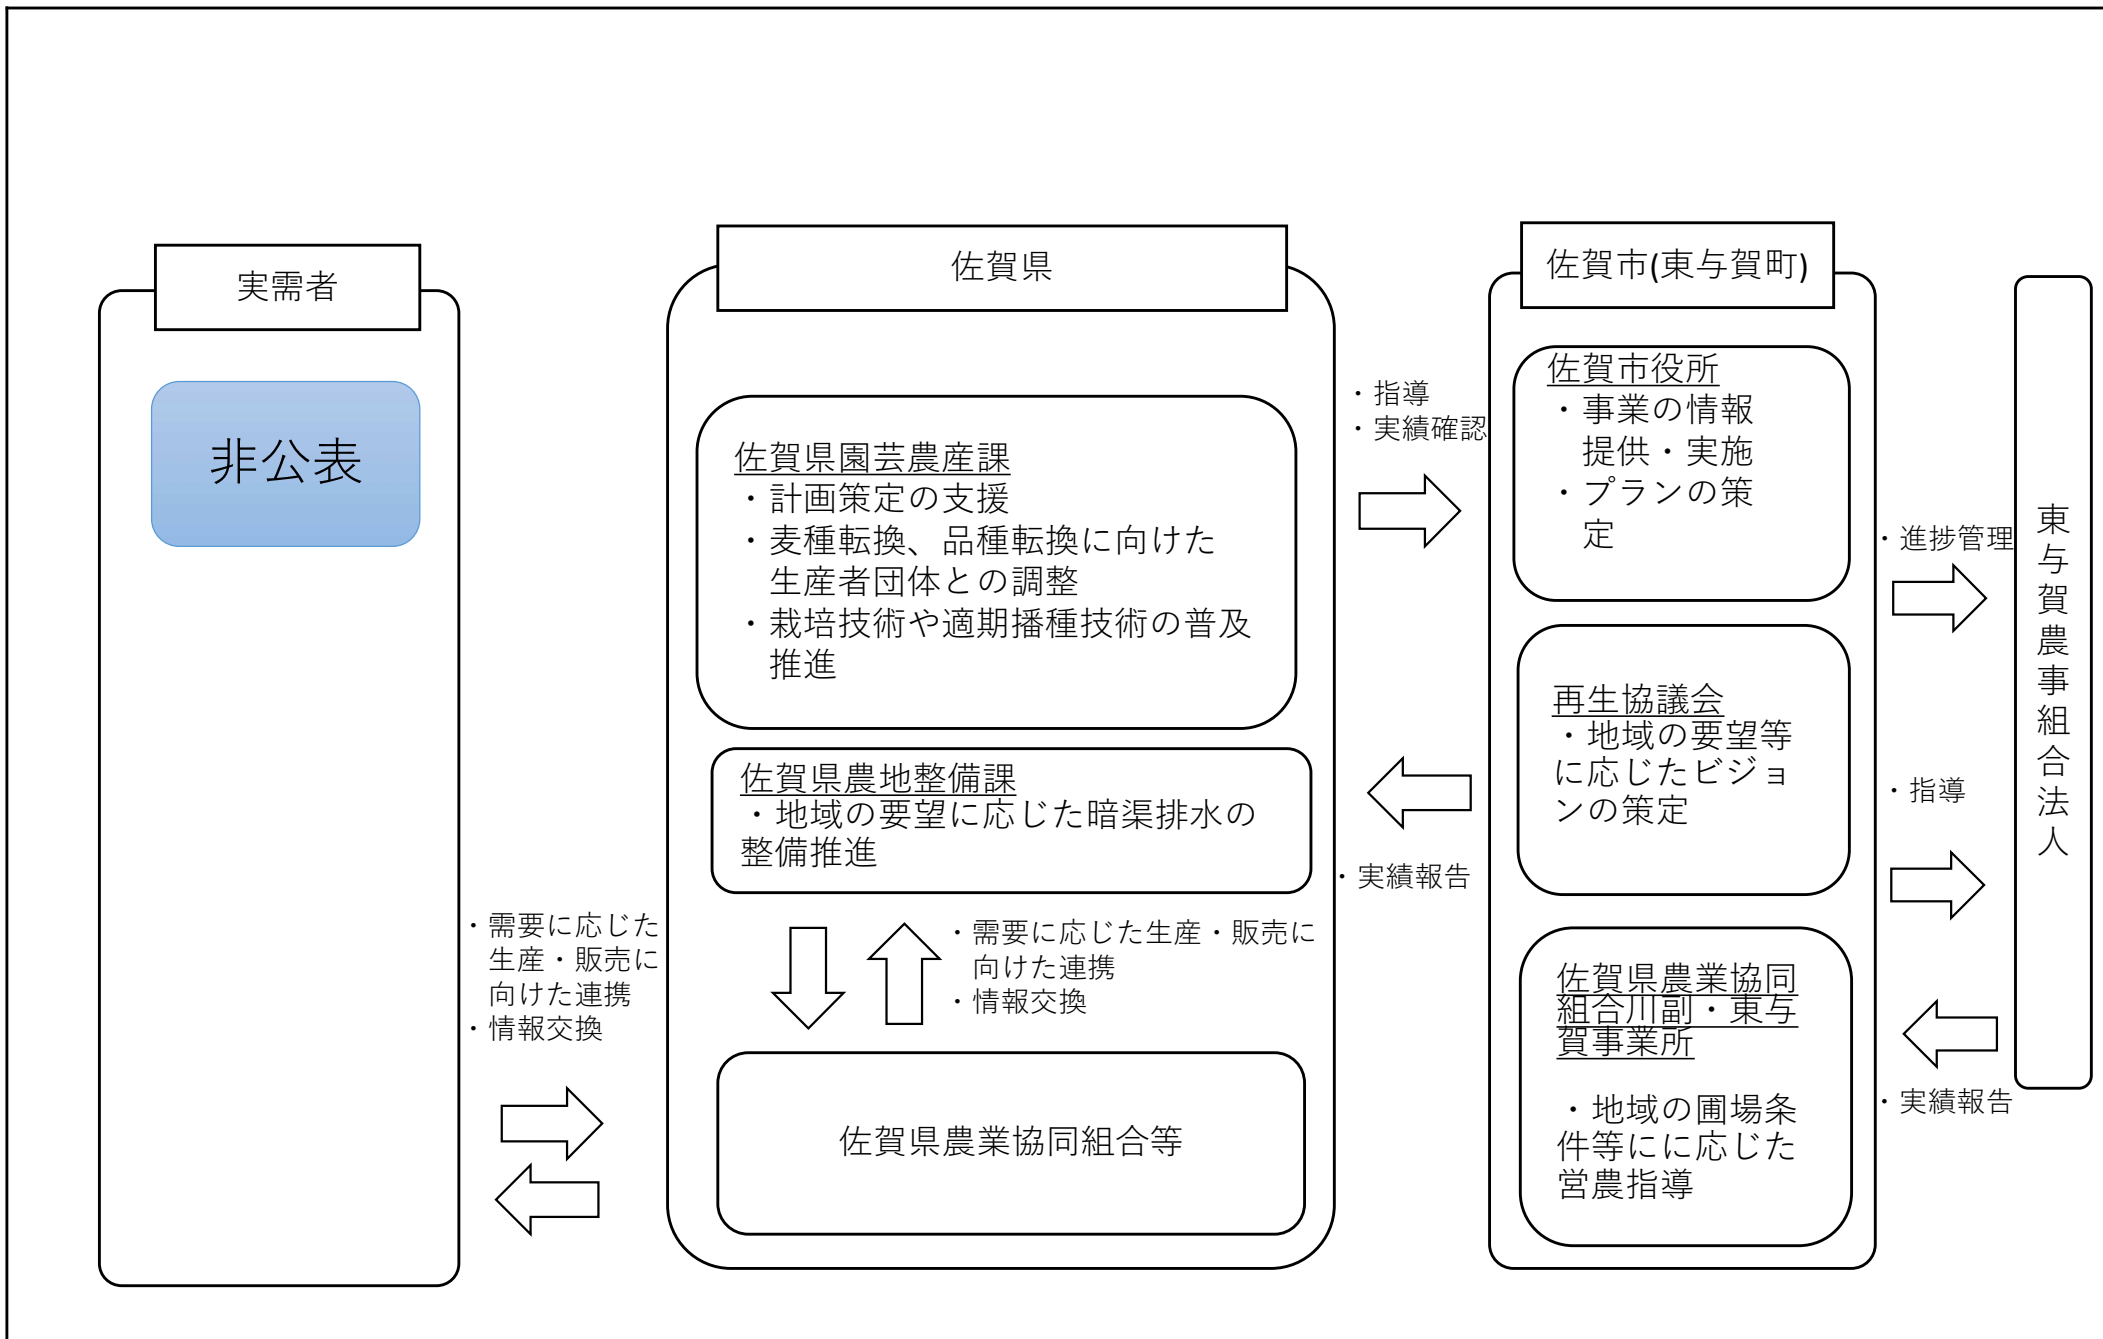 実需者
非公表
・需要に応じた
生産・販売に
向けた連携
・情報交換
佐賀県
佐賀県園芸農産課
・計画策定の支援
・麦種転換、品種転換に向けた
生産者団体との調整
・栽培技術や適期播種技術の普及
推進
佐賀県農地整備課
・地域の要望に応じた暗渠排水の
整備推進
・需要に応じた生産・販売に
向けた連携
・情報交換
佐賀県農業協同組合等
・指導
・実績確認
・実績報告
佐賀市(東与賀町)
佐賀市役所
・事業の情報
提供・実施
・プランの策
定
再生協議会
・地域の要望等
に応じたビジョ
ンの策定
佐賀県農業協同
組合川副・東与
賀事業所
・地域の圃場条
件等にに応じた
営農指導
・進捗管理
・指導
・実績報告
東与賀農事組合法人